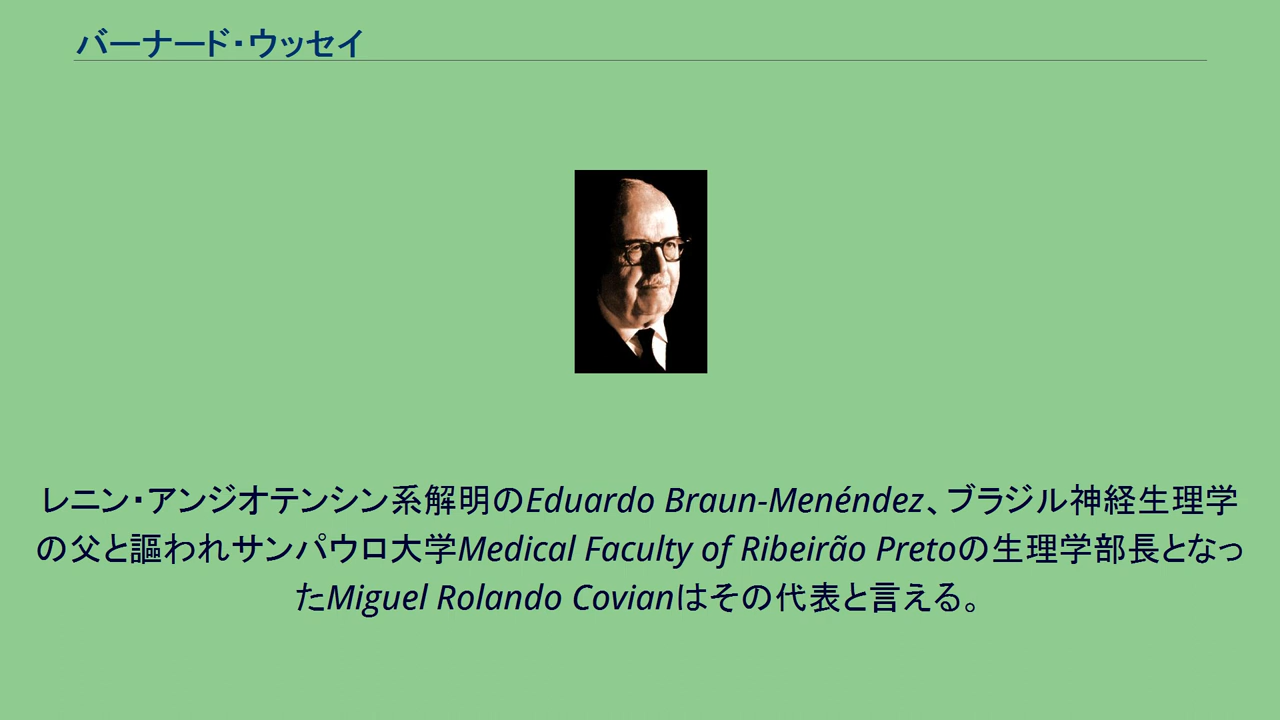 バーナード・ウッセイ
レニン・アンジオテンシン系解明のEduardo Braun-Menéndez、ブラジル神経生理学
の父と謳われサンパウロ大学Medical Faculty of Ribeirão Pretoの生理学部長となっ
たMiguel Rolando Covianはその代表と言える。